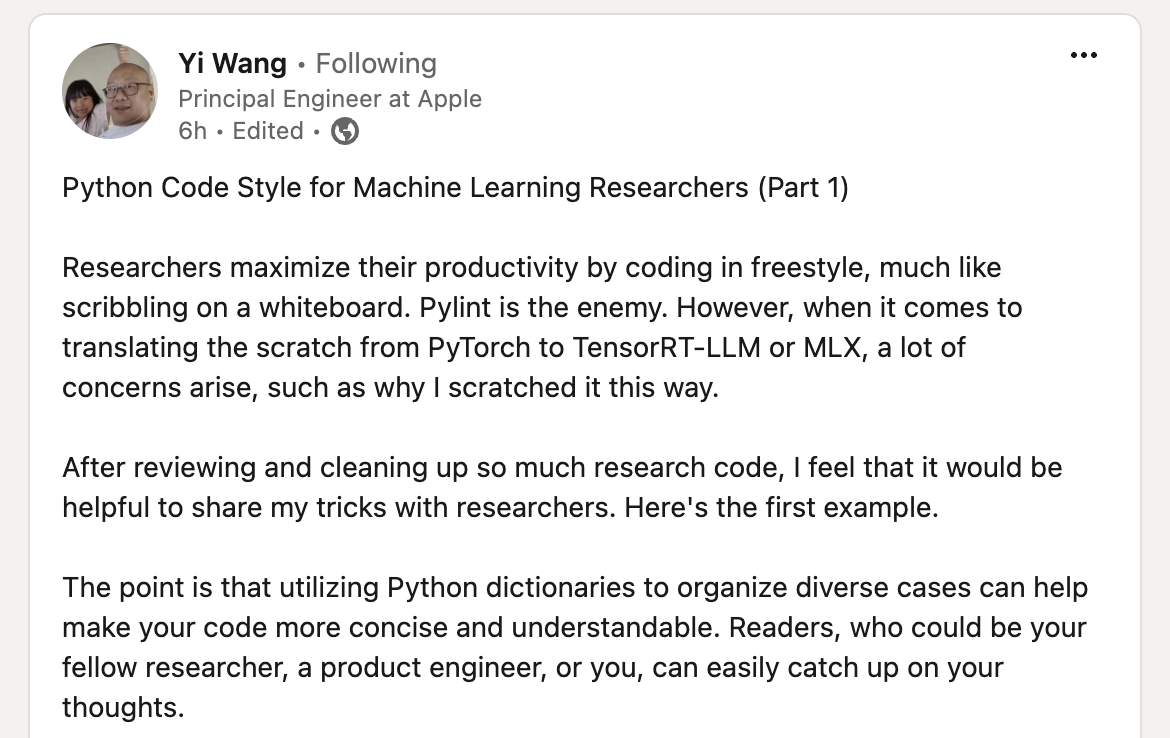 Yi Wang • Following
Principal Engineer at Apple
6h • Edited •
Python Code Style for Machine Learning Researchers (Part 1)
Researchers maximize their productivity by coding in freestyle, much like
scribbling on a whiteboard. Pylint is the enemy. However, when it comes to
translating the scratch from PyTorch to TensorRT-LLM or MLX, a lot of
concerns arise, such as why I scratched it this way.
After reviewing and cleaning up so much research code, I feel that it would be
helpful to share my tricks with researchers. Here's the first example.
The point is that utilizing Python dictionaries to organize diverse cases can help
make your code more concise and understandable. Readers, who could be your
fellow researcher, a product engineer, or you, can easily catch up on your
thoughts.